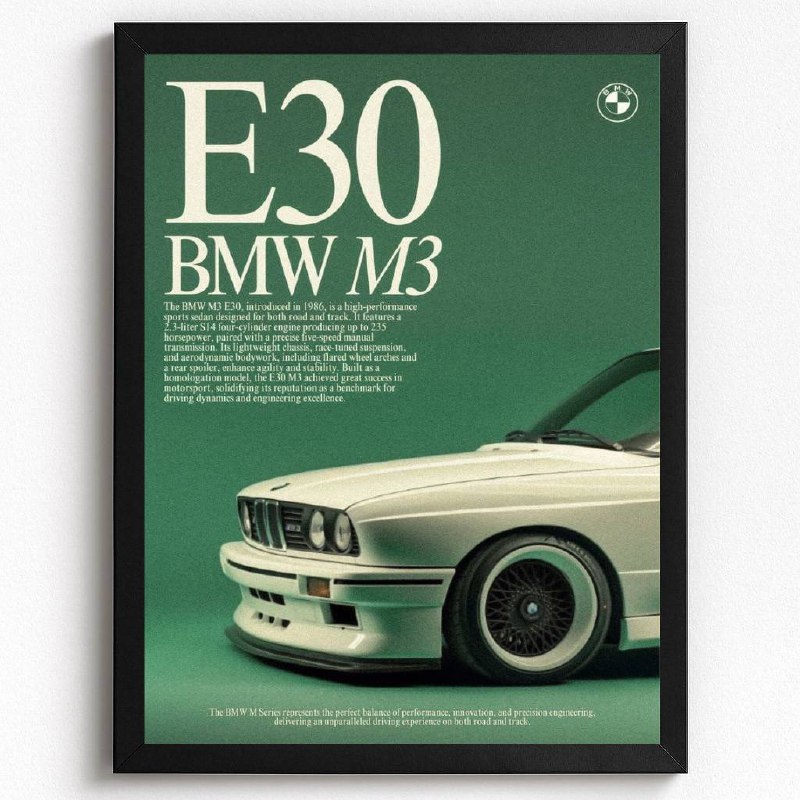 E30
BMW
BMW M3
The BMW M3 E30, introduced in 1986, is a high-performance
sports sedan designed for both road and track. It features a
2.3-liter S14 four-cylinder engine producing up to 235
horsepower, paired with a precise five-speed manual
transmission. Its lightweight chassis, race-tuned suspension,
and aerodynamic bodywork, including flared wheel arches and
a rear spoiler, enhance agility and stability. Built as a
homologation model, the E30 M3 achieved great success in
motorsport, solidifying its reputation as a benchmark for
driving dynamics and engineering excellence.
The BMW M Series represents the perfect balance of performance, innovation, and precision engineering,
delivering an unparalleled driving experience on both road and track.